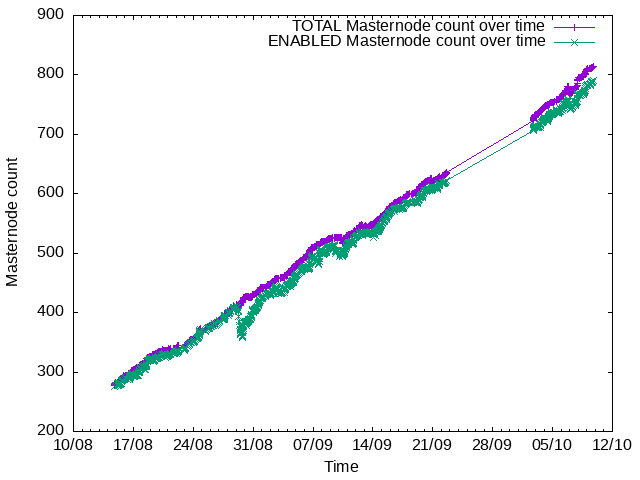 TOTAL Masternode count over time
ENABLED Masternode count over time
900
800
700
600
500
400
300
200
Masternode count
10/08 17/08 24/08 31/08 07/09 14/09 21/09 28/09 05/10 12/10
Time